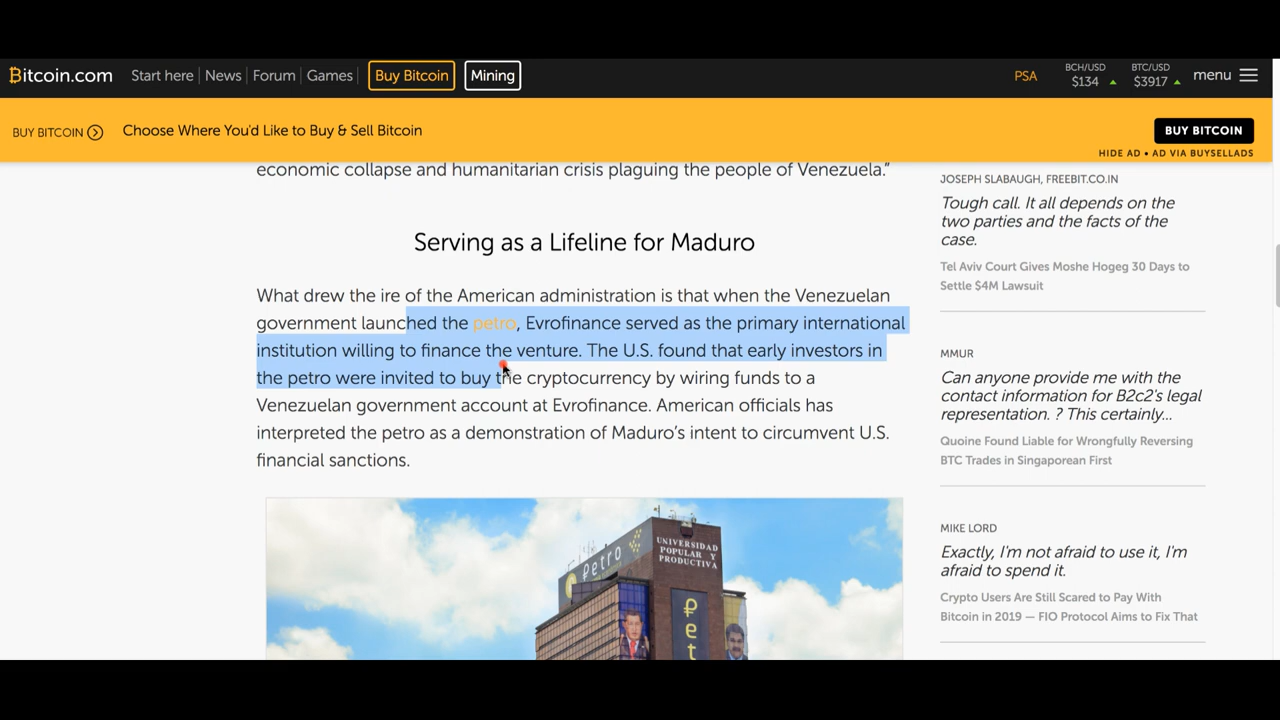 Bitcoin.com Start here News Forum Games Buy Bitcoin Mining PSA BCH/USD $134 BTC/USD $3917 menu
BUY BITCOIN Choose Where You'd Like to Buy & Sell Bitcoin BUY BITCOIN
HIDE AD • AD VIA BUYSELLADS
economic collapse and humanitarian crisis plaguing the people of Venezuela.”
Serving as a Lifeline for Maduro
What drew the ire of the American administration is that when the Venezuelan
government launched the petro, Evrofinance served as the primary international
institution willing to finance the venture. The U.S. found that early investors in
the petro were invited to buy the cryptocurrency by wiring funds to a
Venezuelan government account at Evrofinance. American officials has
interpreted the petro as a demonstration of Maduro’s intent to circumvent U.S.
financial sanctions.
Petro
UNIVERSIDAD
POPULAR Y
PRODUCTIVA
P
e
t
JOSEPH SLABAUGH, FREEBIT.CO.IN
Tough call. It all depends on the
two parties and the facts of the
case.
Tel Aviv Court Gives Moshe Hogeg 30 Days to
Settle $4M Lawsuit
MMUR
Can anyone provide me with the
contact information for B2c2's legal
representation. ? This certainly...
Quoine Found Liable for Wrongfully Reversing
BTC Trades in Singaporean First
MIKE LORD
Exactly, I'm not afraid to use it, I'm
afraid to spend it.
Crypto Users Are Still Scared to Pay With
Bitcoin in 2019 — FIO Protocol Aims to Fix That